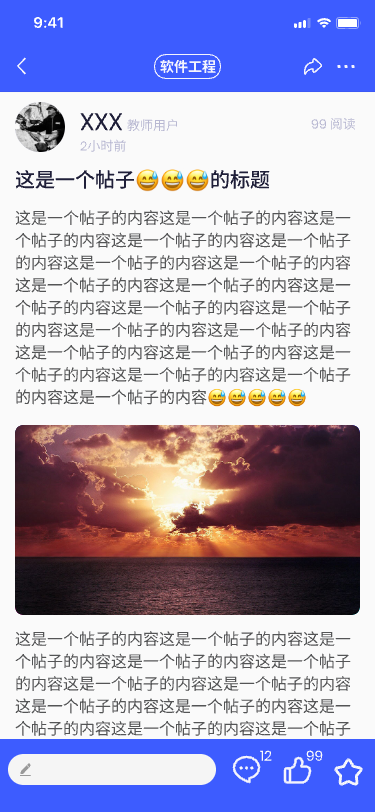 9:41
软件工程
XXX 教师用户 99 阅读
2小时前
这是一个帖子😅😅😅的标题
这是一个帖子的内容这是一个帖子的内容这是一
个帖子的内容这是一个帖子的内容这是一个帖子
的内容这是一个帖子的内容这是一个帖子的内容
这是一个帖子的内容这是一个帖子的内容这是一
个帖子的内容这是一个帖子的内容这是一个帖子
的内容这是一个帖子的内容这是一个帖子的内容
这是一个帖子的内容这是一个帖子的内容这是一
个帖子的内容这是一个帖子的内容这是一个帖子
的内容这是一个帖子的内容😅😅😅😅😅
这是一个帖子的内容这是一个帖子的内容这是一
个帖子的内容这是一个帖子的内容这是一个帖子
的内容这是一个帖子的内容这是一个帖子的内容
这是一个帖子的内容这是一个帖子的内容这是一
个帖子的内容这是一个帖子的内容这是一个帖子
12 99